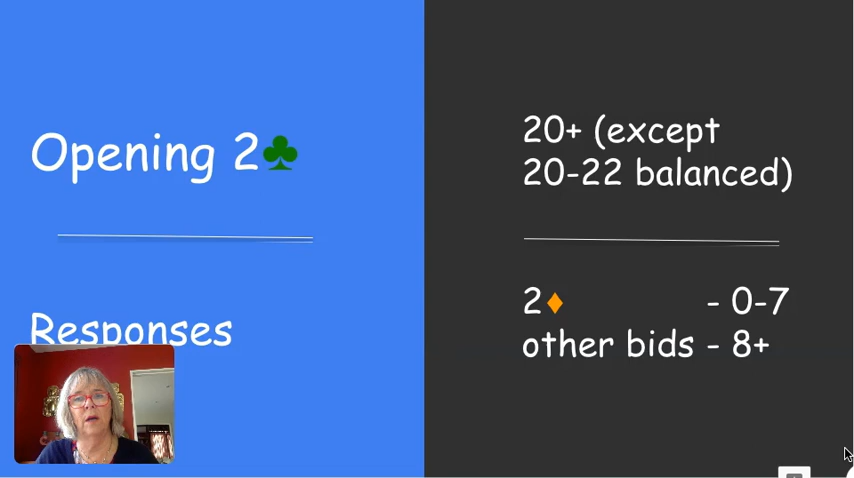 Opening 2♣
20+ (except
20-22 balanced)
Responses
2♦ - 0-7
other bids - 8+